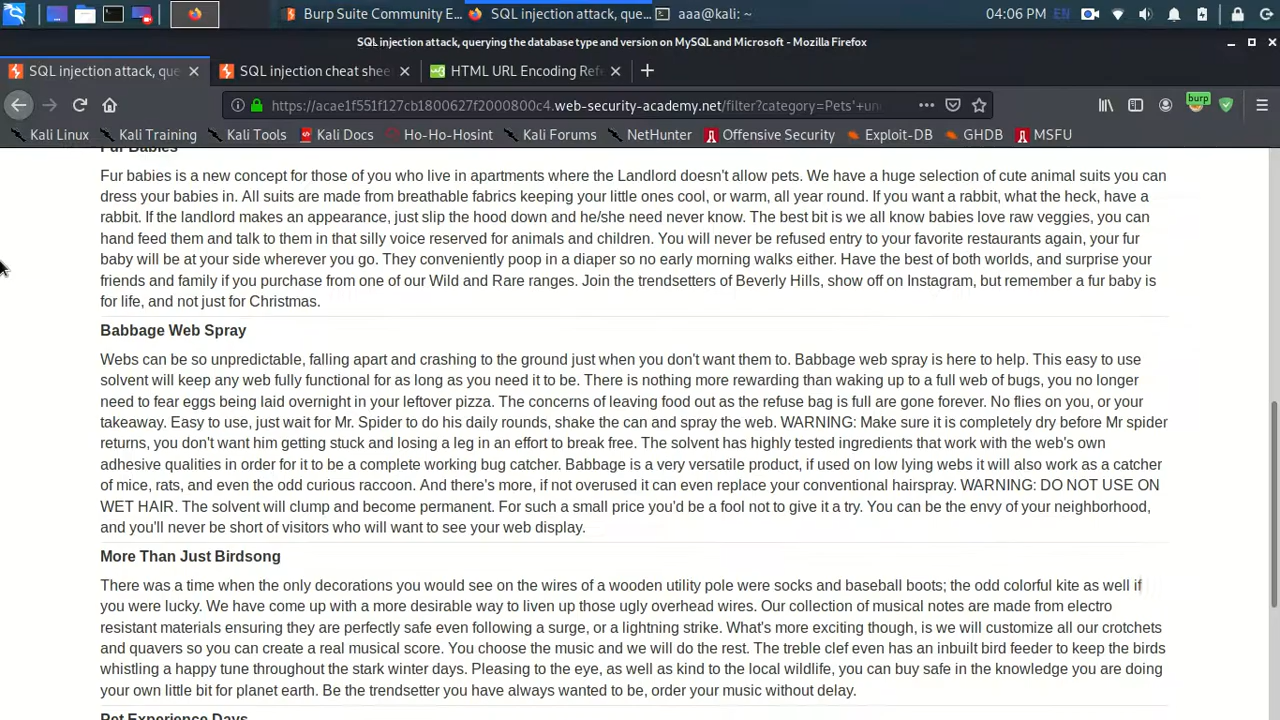 Burp Suite Community E...
SQL injection attack, que...
aaa@kali: ~
04:06 PM
EN
SQL injection attack, querying the database type and version on MySQL and Microsoft - Mozilla Firefox
SQL injection attack, que
SQL injection cheat shee
HTML URL Encoding Ref
https://acae1f551f127cb1800627f2000800c4.web-security-academy.net/filter?category=Pets'+un
burp
Kali Linux
Kali Training
Kali Tools
Kali Docs
Ho-Ho-Hosint
Kali Forums
NetHunter
Offensive Security
Exploit-DB
GHDB
MSFU
Fur Babies
Fur babies is a new concept for those of you who live in apartments where the Landlord doesn't allow pets. We have a huge selection of cute animal suits you can
dress your babies in. All suits are made from breathable fabrics keeping your little ones cool, or warm, all year round. If you want a rabbit, what the heck, have a
rabbit. If the landlord makes an appearance, just slip the hood down and he/she need never know. The best bit is we all know babies love raw veggies, you can
hand feed them and talk to them in that silly voice reserved for animals and children. You will never be refused entry to your favorite restaurants again, your fur
baby will be at your side wherever you go. They conveniently poop in a diaper so no early morning walks either. Have the best of both worlds, and surprise your
friends and family if you purchase from one of our Wild and Rare ranges. Join the trendsetters of Beverly Hills, show off on Instagram, but remember a fur baby is
for life, and not just for Christmas.
Babbage Web Spray
Webs can be so unpredictable, falling apart and crashing to the ground just when you don't want them to. Babbage web spray is here to help. This easy to use
solvent will keep any web fully functional for as long as you need it to be. There is nothing more rewarding than waking up to a full web of bugs, you no longer
need to fear eggs being laid overnight in your leftover pizza. The concerns of leaving food out as the refuse bag is full are gone forever. No flies on you, or your
takeaway. Easy to use, just wait for Mr. Spider to do his daily rounds, shake the can and spray the web. WARNING: Make sure it is completely dry before Mr spider
returns, you don't want him getting stuck and losing a leg in an effort to break free. The solvent has highly tested ingredients that work with the web's own
adhesive qualities in order for it to be a complete working bug catcher. Babbage is a very versatile product, if used on low lying webs it will also work as a catcher
of mice, rats, and even the odd curious raccoon. And there's more, if not overused it can even replace your conventional hairspray. WARNING: DO NOT USE ON
WET HAIR. The solvent will clump and become permanent. For such a small price you'd be a fool not to give it a try. You can be the envy of your neighborhood,
and you'll never be short of visitors who will want to see your web display.
More Than Just Birdsong
There was a time when the only decorations you would see on the wires of a wooden utility pole were socks and baseball boots; the odd colorful kite as well if
you were lucky. We have come up with a more desirable way to liven up those ugly overhead wires. Our collection of musical notes are made from electro
resistant materials ensuring they are perfectly safe even following a surge, or a lightning strike. What's more exciting though, is we will customize all our crotchets
and quavers so you can create a real musical score. You choose the music and we will do the rest. The treble clef even has an inbuilt bird feeder to keep the birds
whistling a happy tune throughout the stark winter days. Pleasing to the eye, as well as kind to the local wildlife, you can buy safe in the knowledge you are doing
your own little bit for planet earth. Be the trendsetter you have always wanted to be, order your music without delay.
Pet Experience Days